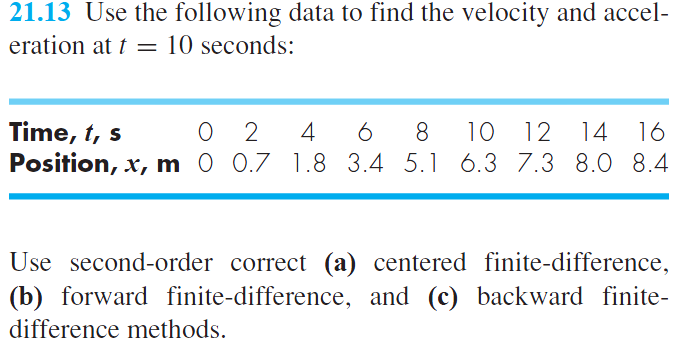 21.13 Use the following data to find the velocity and accel-
eration at t = 10 seconds:
Time, t, s 0 2 4 6 8 10 12 14 16
Position, x, m 0 0.7 1.8 3.4 5.1 6.3 7.3 8.0 8.4
Use second-order correct (a) centered finite-difference,
(b) forward finite-difference, and (c) backward finite-
difference methods.